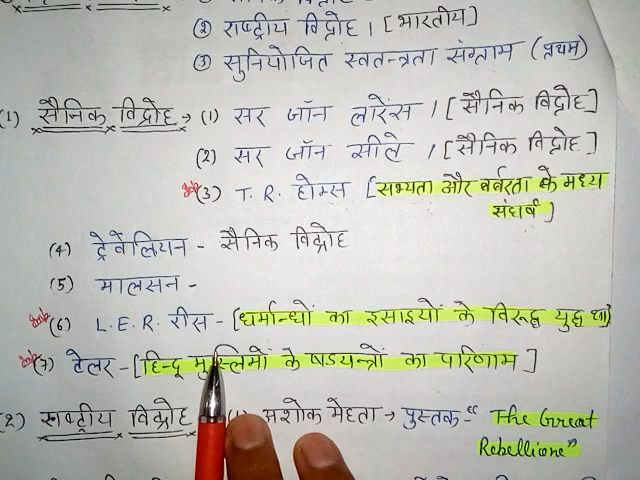 ② राष्ट्रीय विद्रोह । [भारतीय]
③ सुनियोजित स्वतन्त्रता संग्राम (प्रथम)
(1) सैनिक विद्रोह → (1) सर जॉन लारेंस । [सैनिक विद्रोह]
(2) सर जॉन सीले । [सैनिक विद्रोह]
(3) T. R. होम्स [सभ्यता और बर्बरता के मध्य
संघर्ष]
(4) ट्रेवेलियन - सैनिक विद्रोह
(5) मालसन -
(6) L.E.R. रीस - [धर्मान्धों का इसाइयों के विरूद्ध युद्ध था]
(7) टेलर - [हिन्दू मुस्लिमों के षडयन्त्रों का परिणाम]
(2) राष्ट्रीय विद्रोह (1) अशोक मेहता → पुस्तक - "The Great
Rebellione"